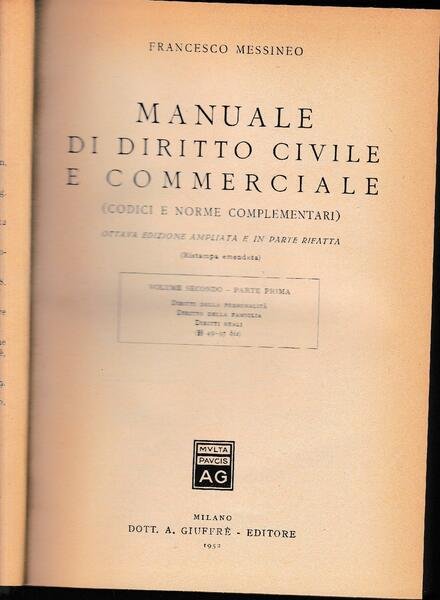 FRANCESCO MESSINEO
MANUALE
DI DIRITTO CIVILE
E COMMERCIALE
(CODICI E NORME COMPLEMENTARI)
OTTAVA EDIZIONE AMPLIATA E IN PARTE RIFATTA
(Ristampa emendata)
VOLUME SECONDO - PARTE PRIMA
DIRITTI DELLA PERSONALITÀ
DIRITTO DELLA FAMIGLIA
DIRITTI REALI
MVLTA
PAVCIS
AG
MILANO
DOTT. A. GIUFFRÈ - EDITORE
1952